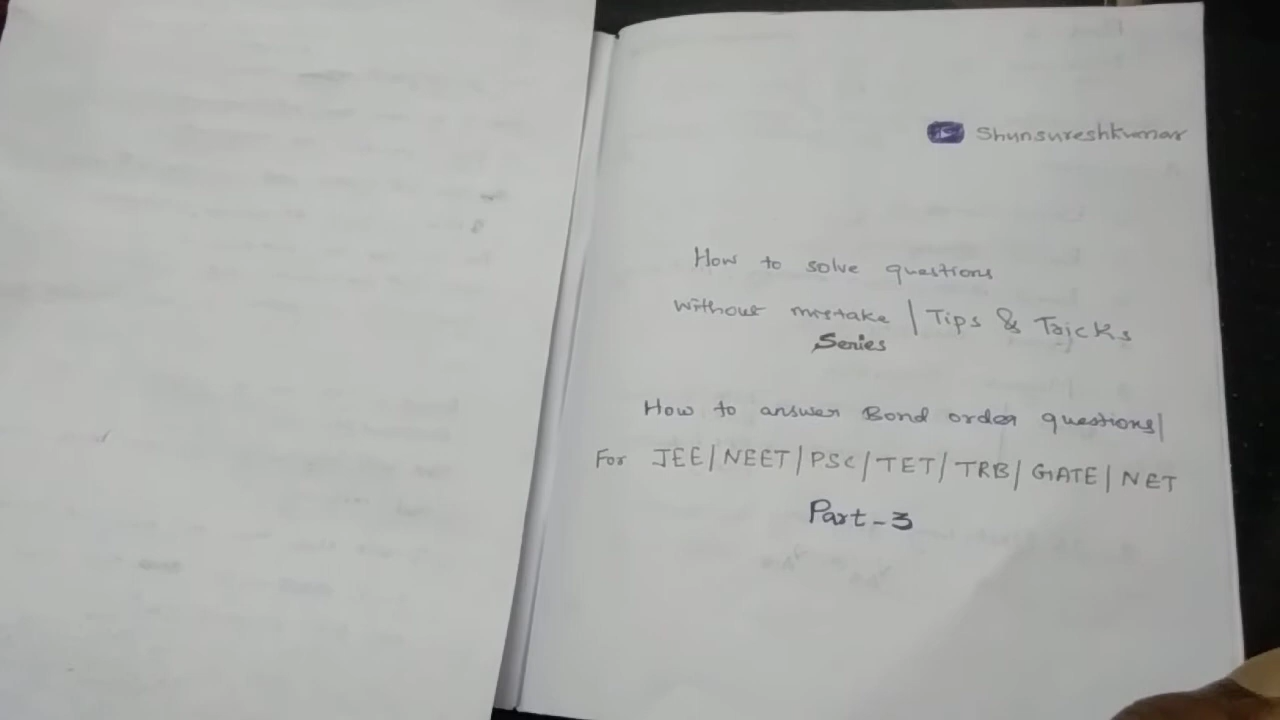 Shunsureshkumar
How to solve questions
without mistake | Tips & Tricks
Series
How to answer Bond order questions|
For JEE/NEET/PSC/TET/TRB/GATE/NET
Part-3